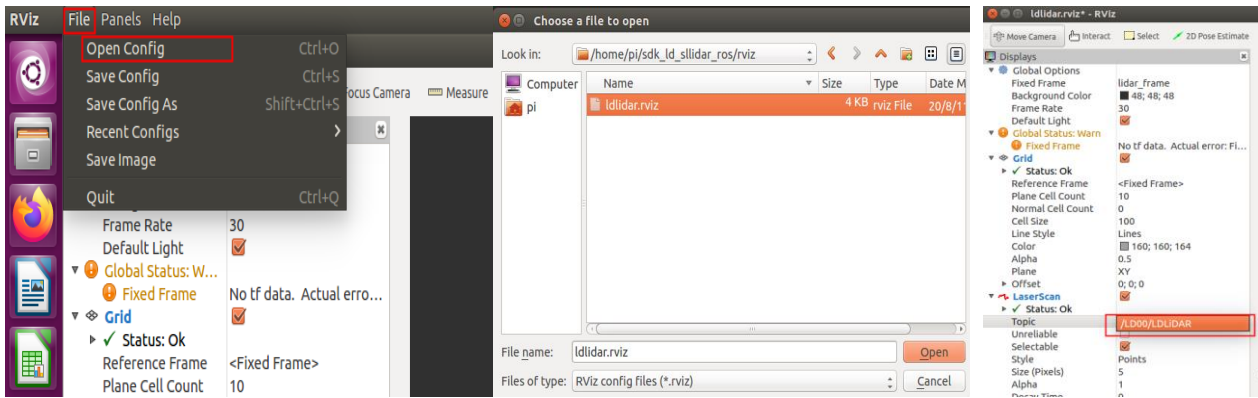 RViz File Panels Help
Open Config Ctrl+O
Save Config Ctrl+S
Save Config As Shift+Ctrl+S
Recent Configs
Save Image
Quit Ctrl+Q
ocus Camera Measure
Frame Rate 30
Default Light
Global Status: W...
Fixed Frame No tf data. Actual erro...
Grid
Status: Ok
Reference Frame <Fixed Frame>
Plane Cell Count 10
Choose a file to open
Look in: /home/pi/sdk_ld_sllidar_ros/rviz
Computer
pi
Name Size Type Date M
ldlidar.rviz 4 KB rviz File 20/8/1
File name: ldlidar.rviz Open
Files of type: RViz config files (*.rviz) Cancel
ldlidar.rviz* - RViz
Move Camera Interact Select 2D Pose Estimate
Displays
Global Options
Fixed Frame lidar_frame
Background Color 48; 48; 48
Frame Rate 30
Default Light
Global Status: Warn
Fixed Frame No tf data. Actual error: Fi...
Grid
Status: Ok
Reference Frame <Fixed Frame>
Plane Cell Count 10
Normal Cell Count 0
Cell Size 100
Line Style Lines
Color 160; 160; 164
Alpha 0.5
Plane XY
Offset 0; 0; 0
LaserScan
Status: Ok
Topic /LD00/LDLiDAR
Unreliable
Selectable
Style Points
Size (Pixels) 5
Alpha 1
Decay Time 0